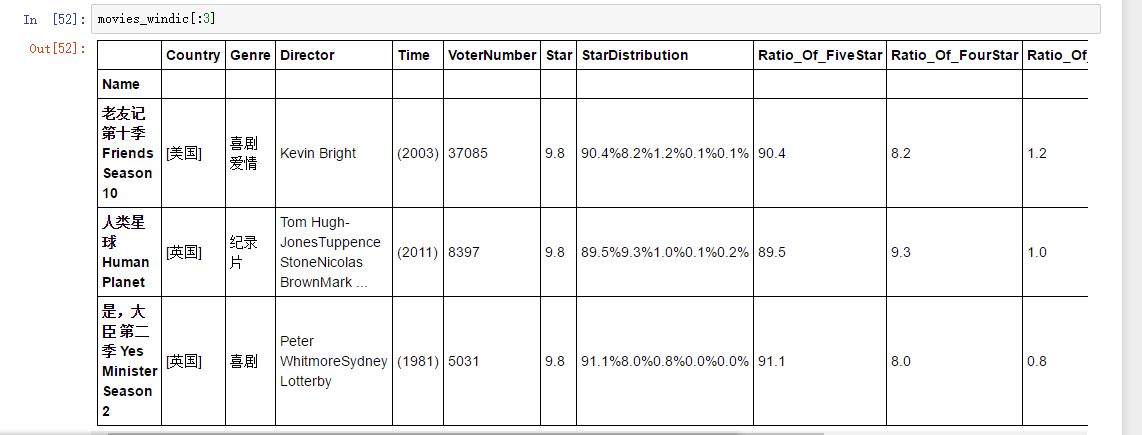 In [52]: movies_windic[:3]
Out[52]:
Country Genre Director Time VoterNumber Star StarDistribution Ratio_Of_FiveStar Ratio_Of_FourStar Ratio_Of_
Name
老友记
第十季
Friends
Season
10
[美国]
喜剧
爱情
Kevin Bright
(2003)
37085
9.8
90.4%8.2%1.2%0.1%0.1%
90.4
8.2
1.2
人类星
球
Human
Planet
[英国]
纪录
片
Tom Hugh-
JonesTuppence
StoneNicolas
BrownMark ...
(2011)
8397
9.8
89.5%9.3%1.0%0.1%0.2%
89.5
9.3
1.0
是，大
臣 第二
季 Yes
Minister
Season
2
[英国]
喜剧
Peter
WhitmoreSydney
Lotterby
(1981)
5031
9.8
91.1%8.0%0.8%0.0%0.0%
91.1
8.0
0.8